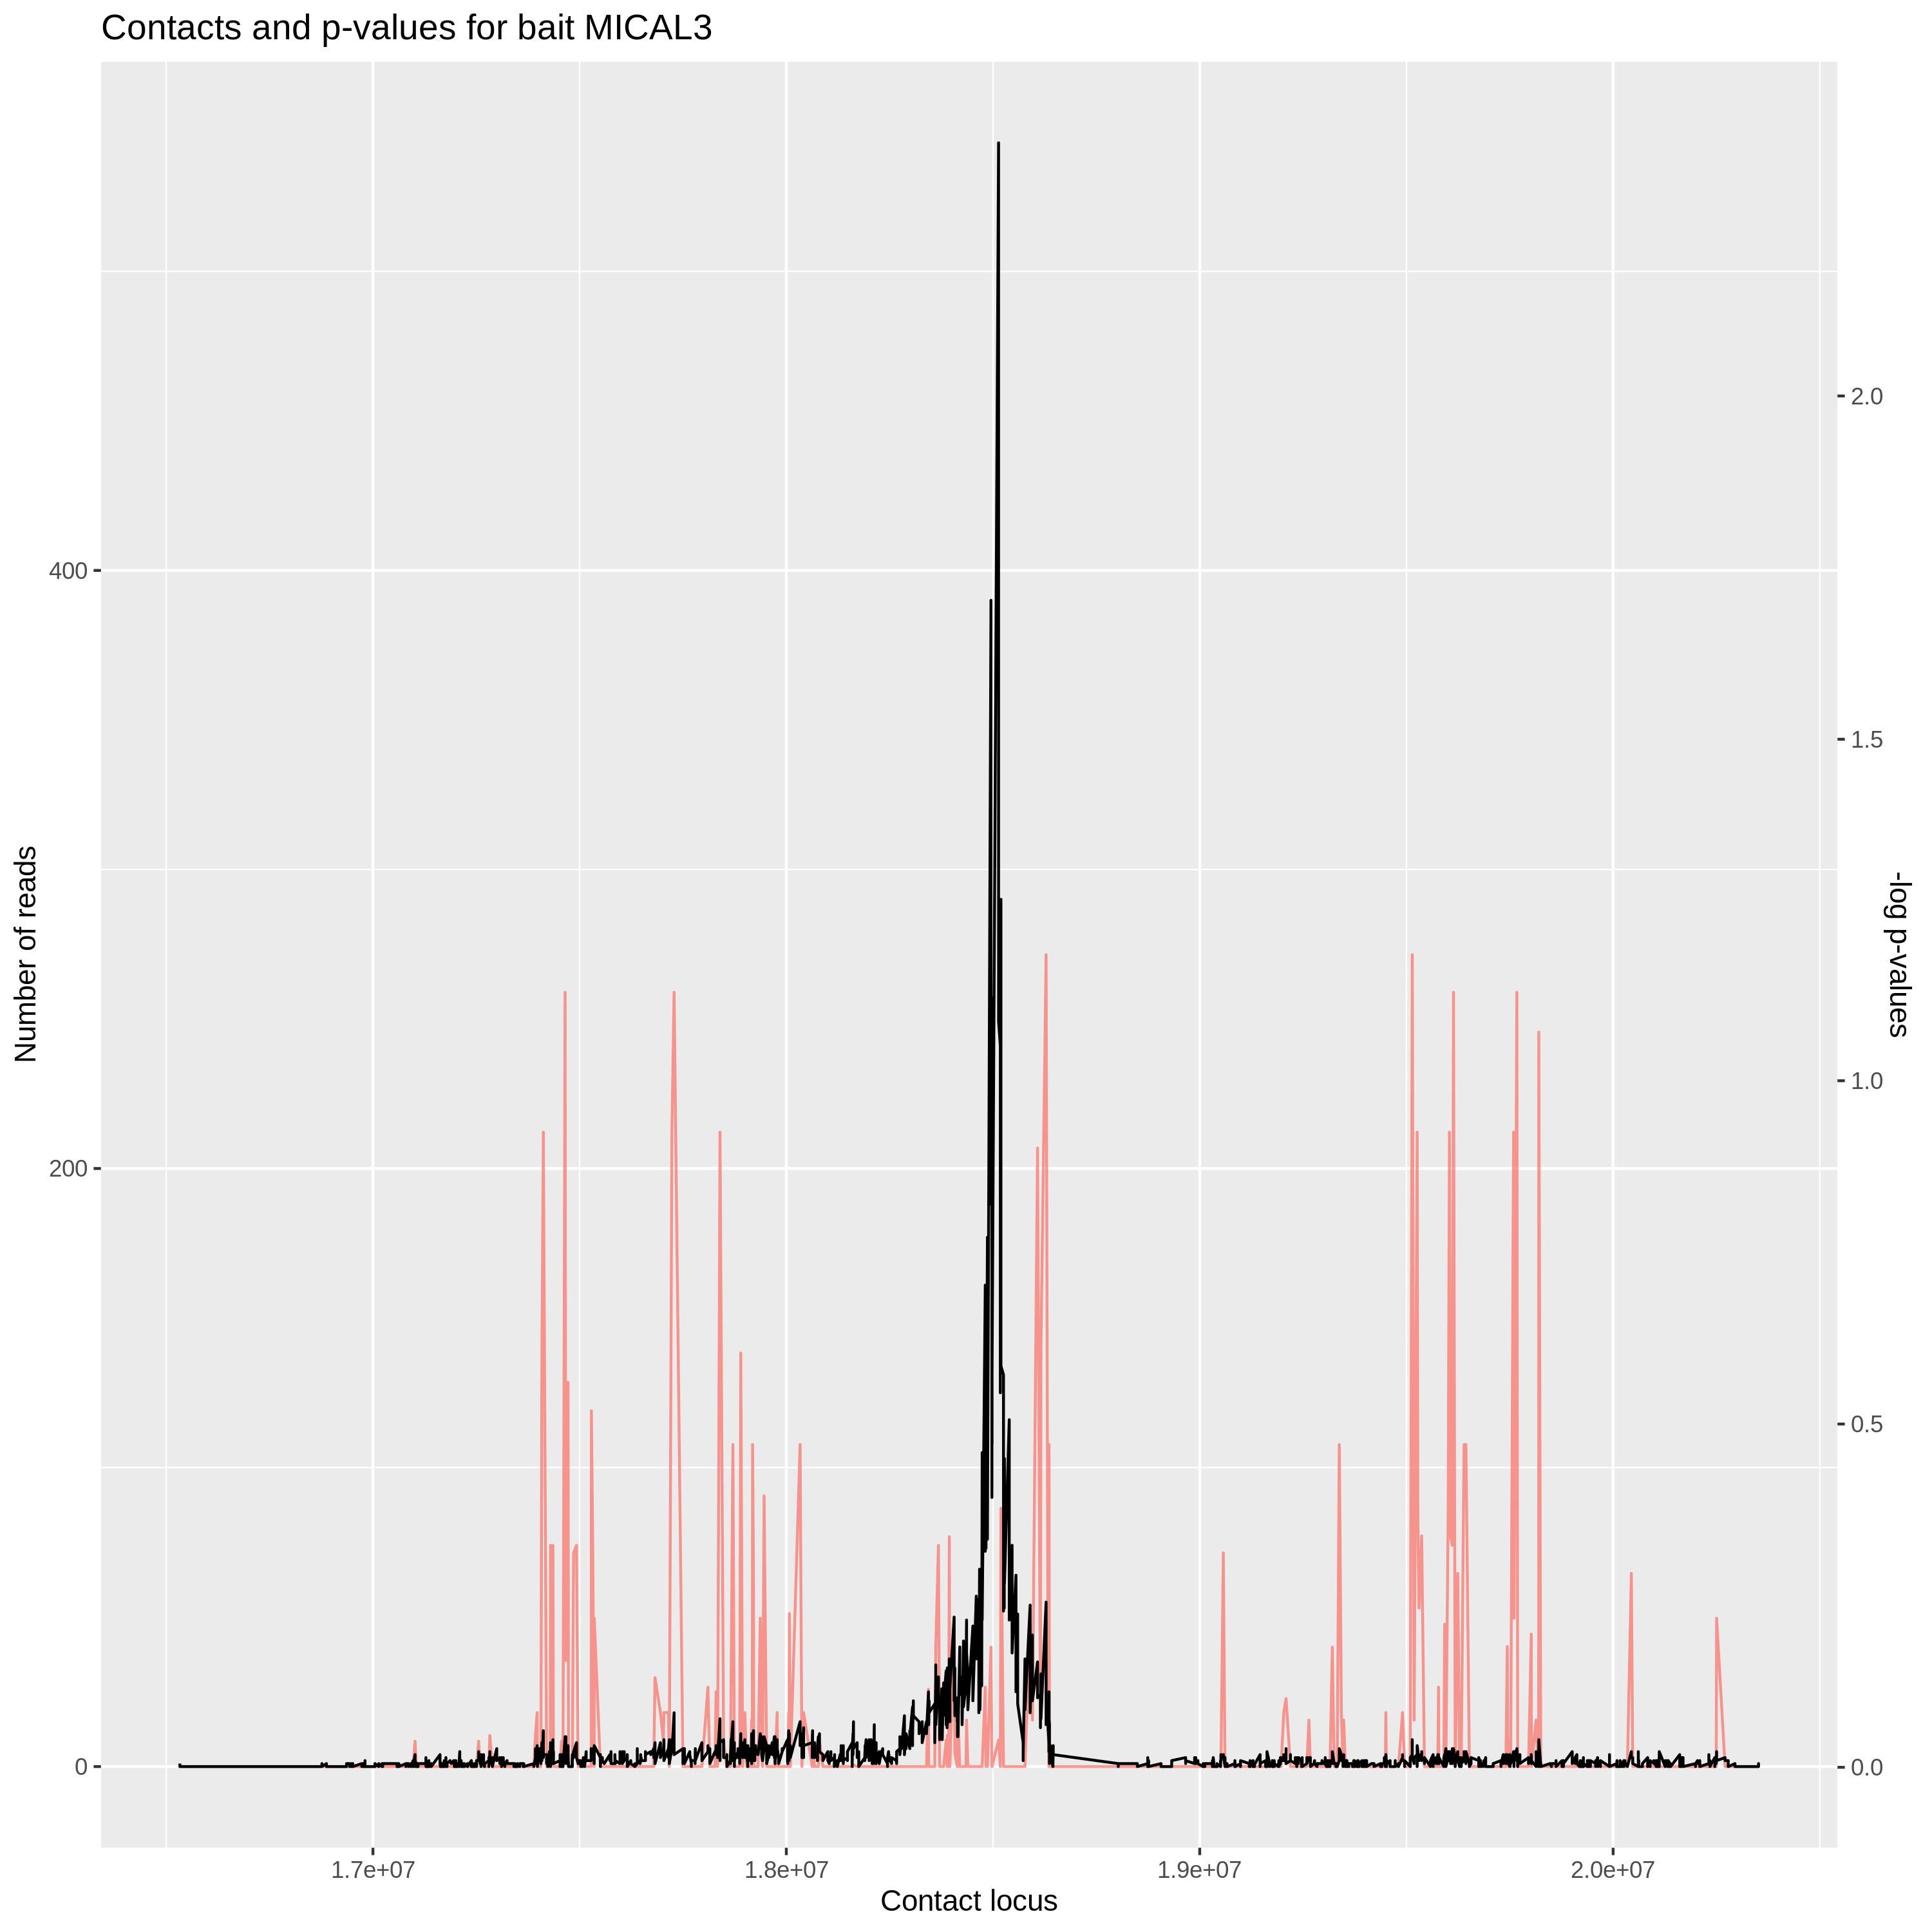 Contacts and p-values for bait MICAL3
Number of reads
400
200
0
2.0
1.5
1.0
0.5
0.0
-log p-values
1.7e+07
1.8e+07
1.9e+07
2.0e+07
Contact locus